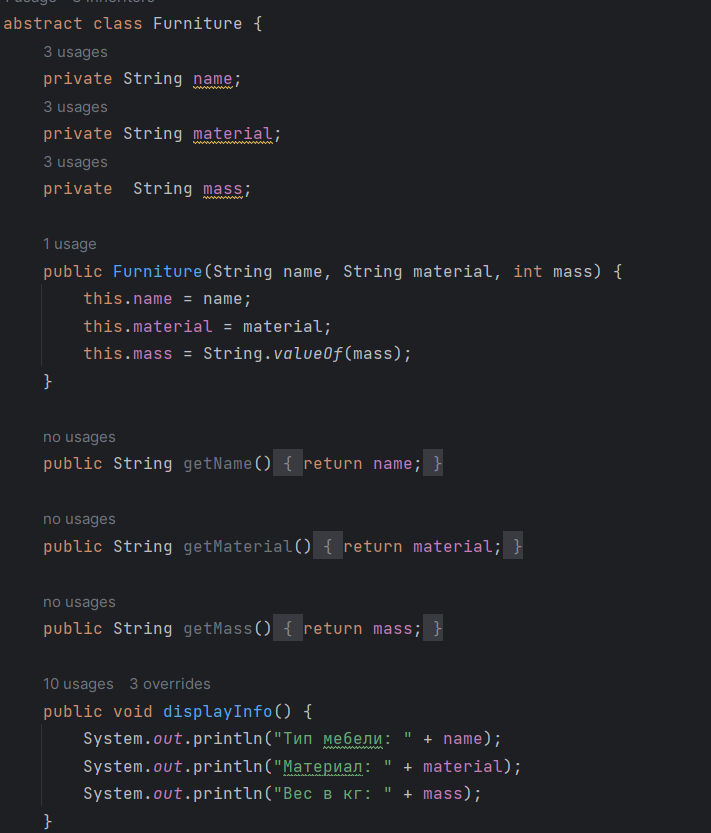 1 usage   3 inheritors
abstract class Furniture {
3 usages
private String name;
3 usages
private String material;
3 usages
private  String mass;
1 usage
public Furniture(String name, String material, int mass) {
this.name = name;
this.material = material;
this.mass = String.valueOf(mass);
}
no usages
public String getName() { return name; }
no usages
public String getMaterial() { return material; }
no usages
public String getMass() { return mass; }
10 usages   3 overrides
public void displayInfo() {
System.out.println("Тип мебели: " + name);
System.out.println("Материал: " + material);
System.out.println("Вес в кг: " + mass);
}